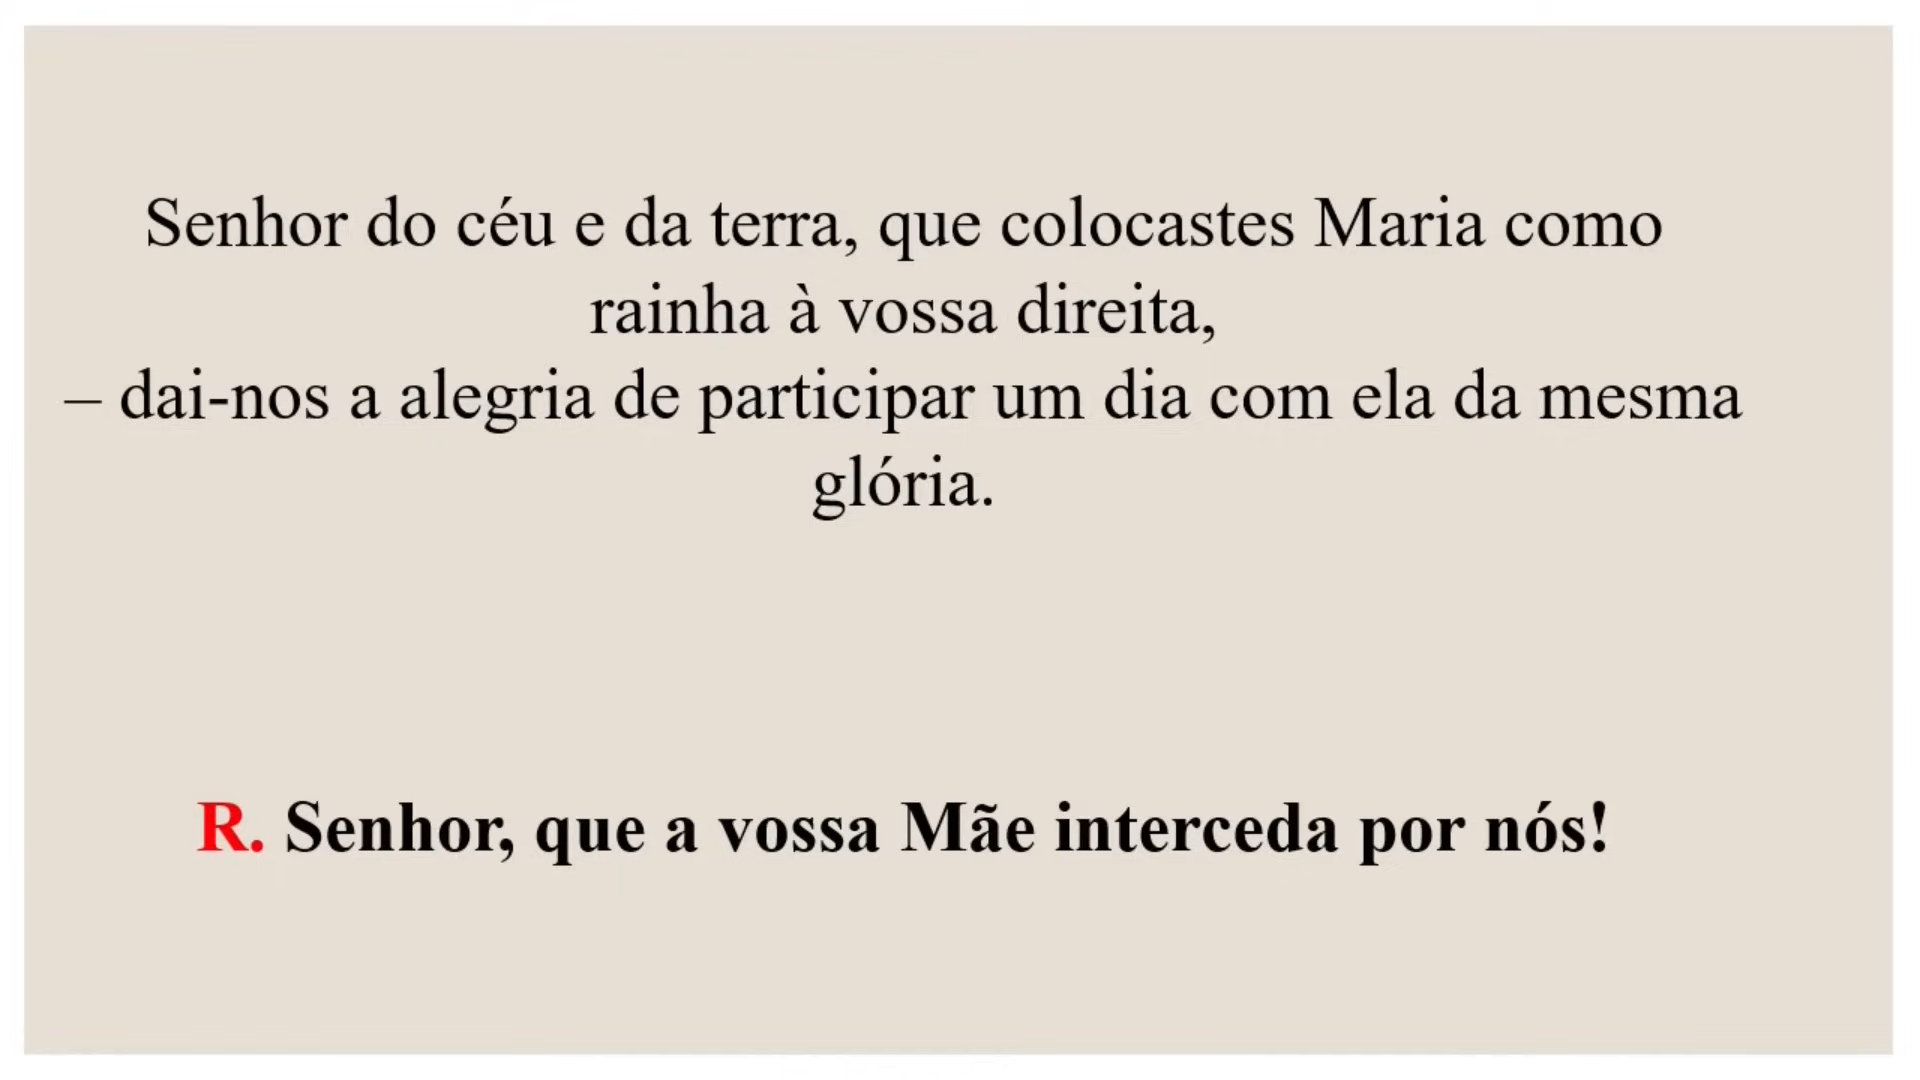 Senhor do céu e da terra, que colocastes Maria como
rainha à vossa direita,
– dai-nos a alegria de participar um dia com ela da mesma
glória.
R. Senhor, que a vossa Mãe interceda por nós!